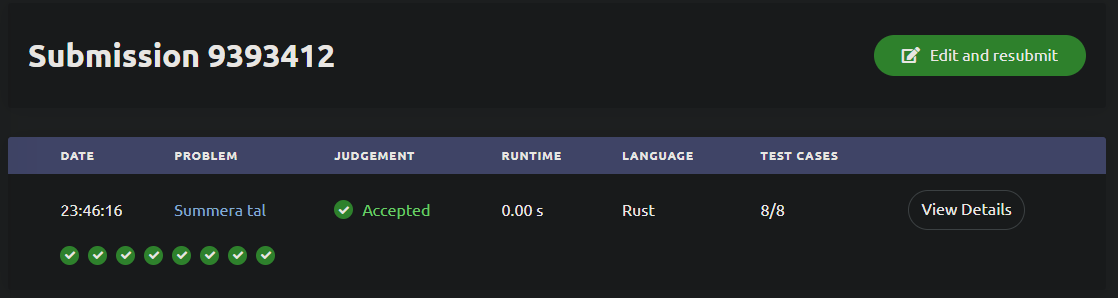 Submission 9393412
Edit and resubmit
DATE PROBLEM JUDGEMENT RUNTIME LANGUAGE TEST CASES
23:46:16 Summera tal Accepted 0.00 s Rust 8/8 View Details